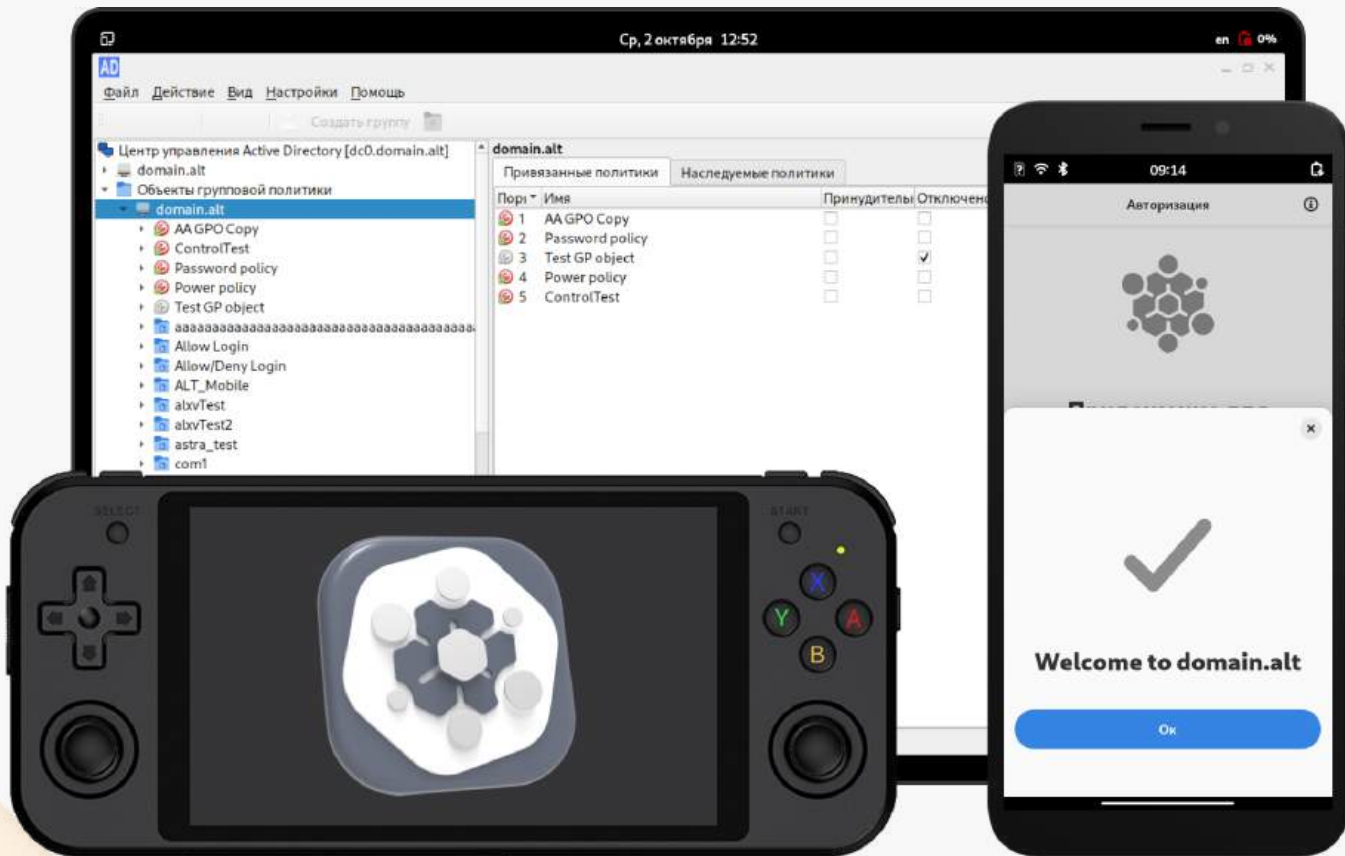 Ср, 2 октября 12:52
en 0%
AD
Файл Действие Вид Настройки Помощь
Создать группу
Центр управления Active Directory [dc0.domain.alt]
domain.alt
Объекты групповой политики
domain.alt
AA GPO Copy
ControlTest
Password policy
Power policy
Test GP object
Allow Login
Allow/Deny Login
ALT_Mobile
alxvTest
alxvTest2
astra_test
com1
domain.alt
Привязанные политики Наследуемые политики
Имя Принудительн Отключено
1 AA GPO Copy
2 Password policy
3 Test GP object
4 Power policy
5 ControlTest
09:14
Авторизация
Welcome to domain.alt
Ок
SELECT
START
X
Y
A
B